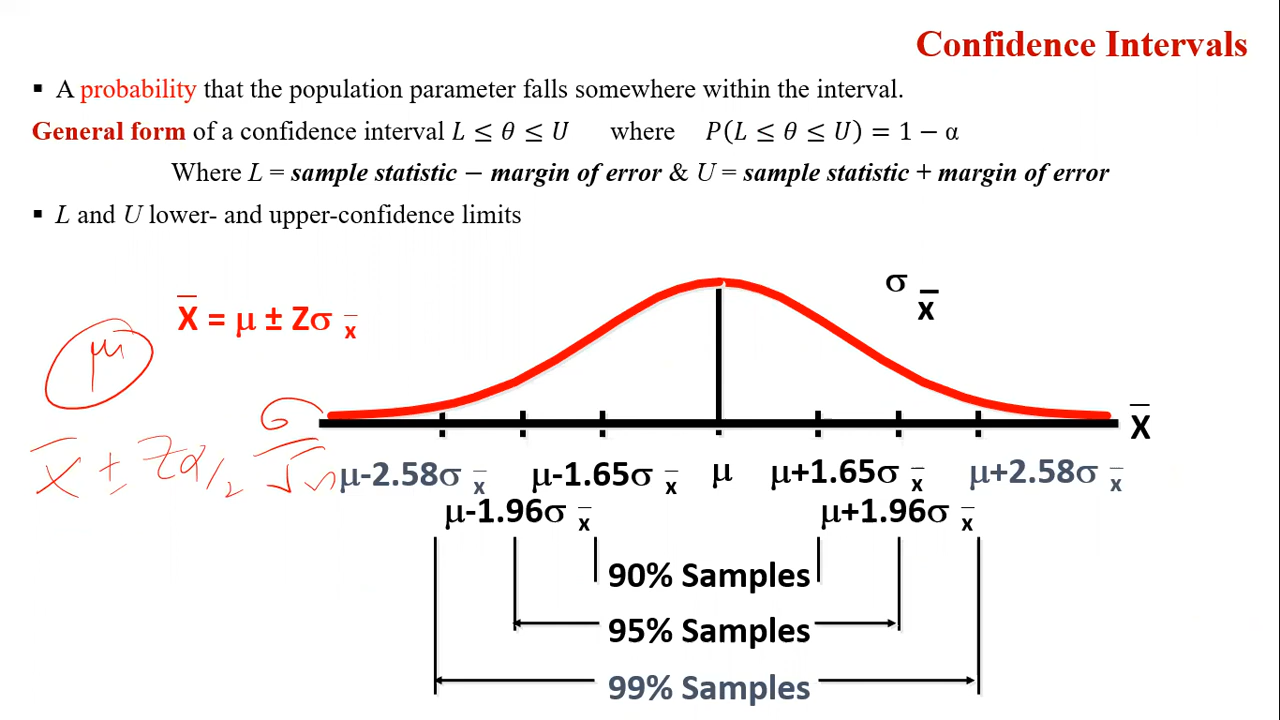 Confidence Intervals
▪ A probability that the population parameter falls somewhere within the interval.
General form of a confidence interval L ≤ θ ≤ U where P(L ≤ θ ≤ U) = 1 − α
Where L = sample statistic − margin of error & U = sample statistic + margin of error
▪ L and U lower- and upper-confidence limits
σ x̄
X̄ = μ ± Zσ x̄
μ
X̄ ± Zα/2 σ/√n
X̄
μ-2.58σ x̄ μ-1.65σ x̄ μ μ+1.65σ x̄ μ+2.58σ x̄
μ-1.96σ x̄ μ+1.96σ x̄
90% Samples
95% Samples
99% Samples